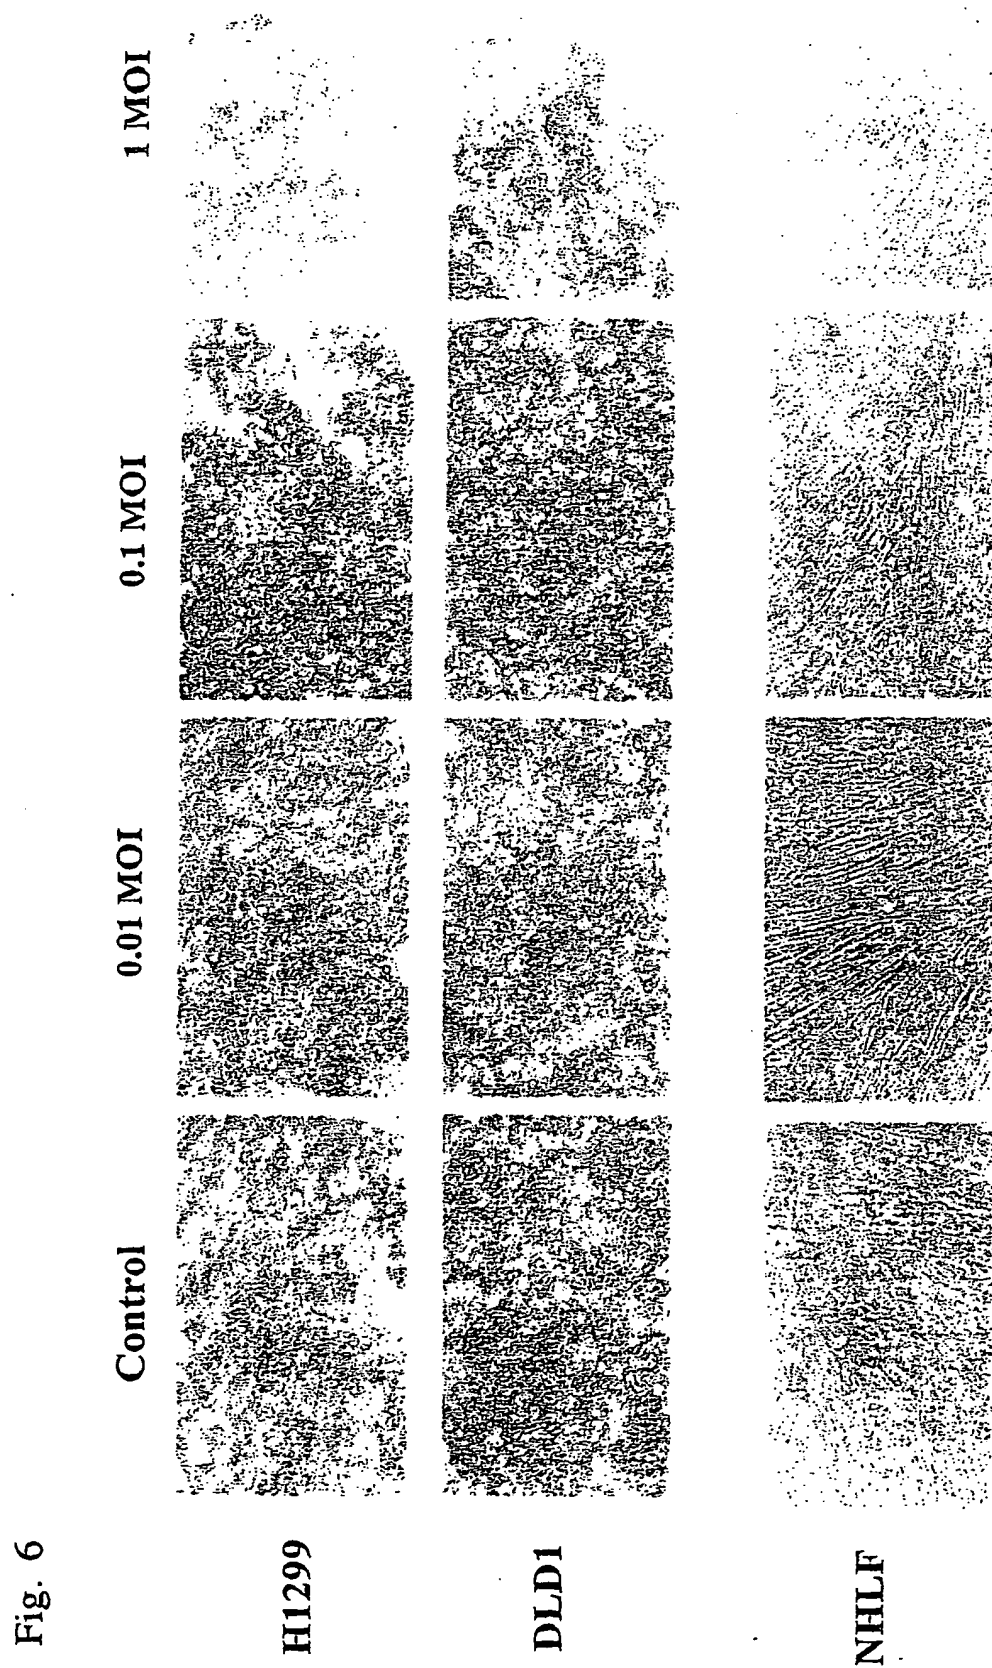 Fig. 6
Control
0.01 MOI
0.1 MOI
1 MOI
H1299
DLD1
NHLF